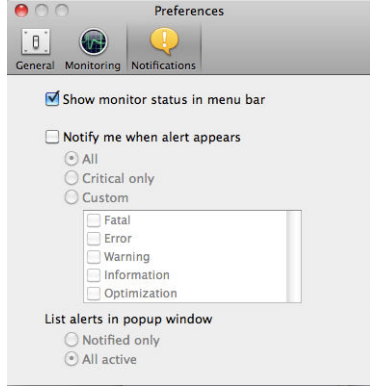 Preferences
General Monitoring Notifications
Show monitor status in menu bar
Notify me when alert appears
All
Critical only
Custom
Fatal
Error
Warning
Information
Optimization
List alerts in popup window
Notified only
All active